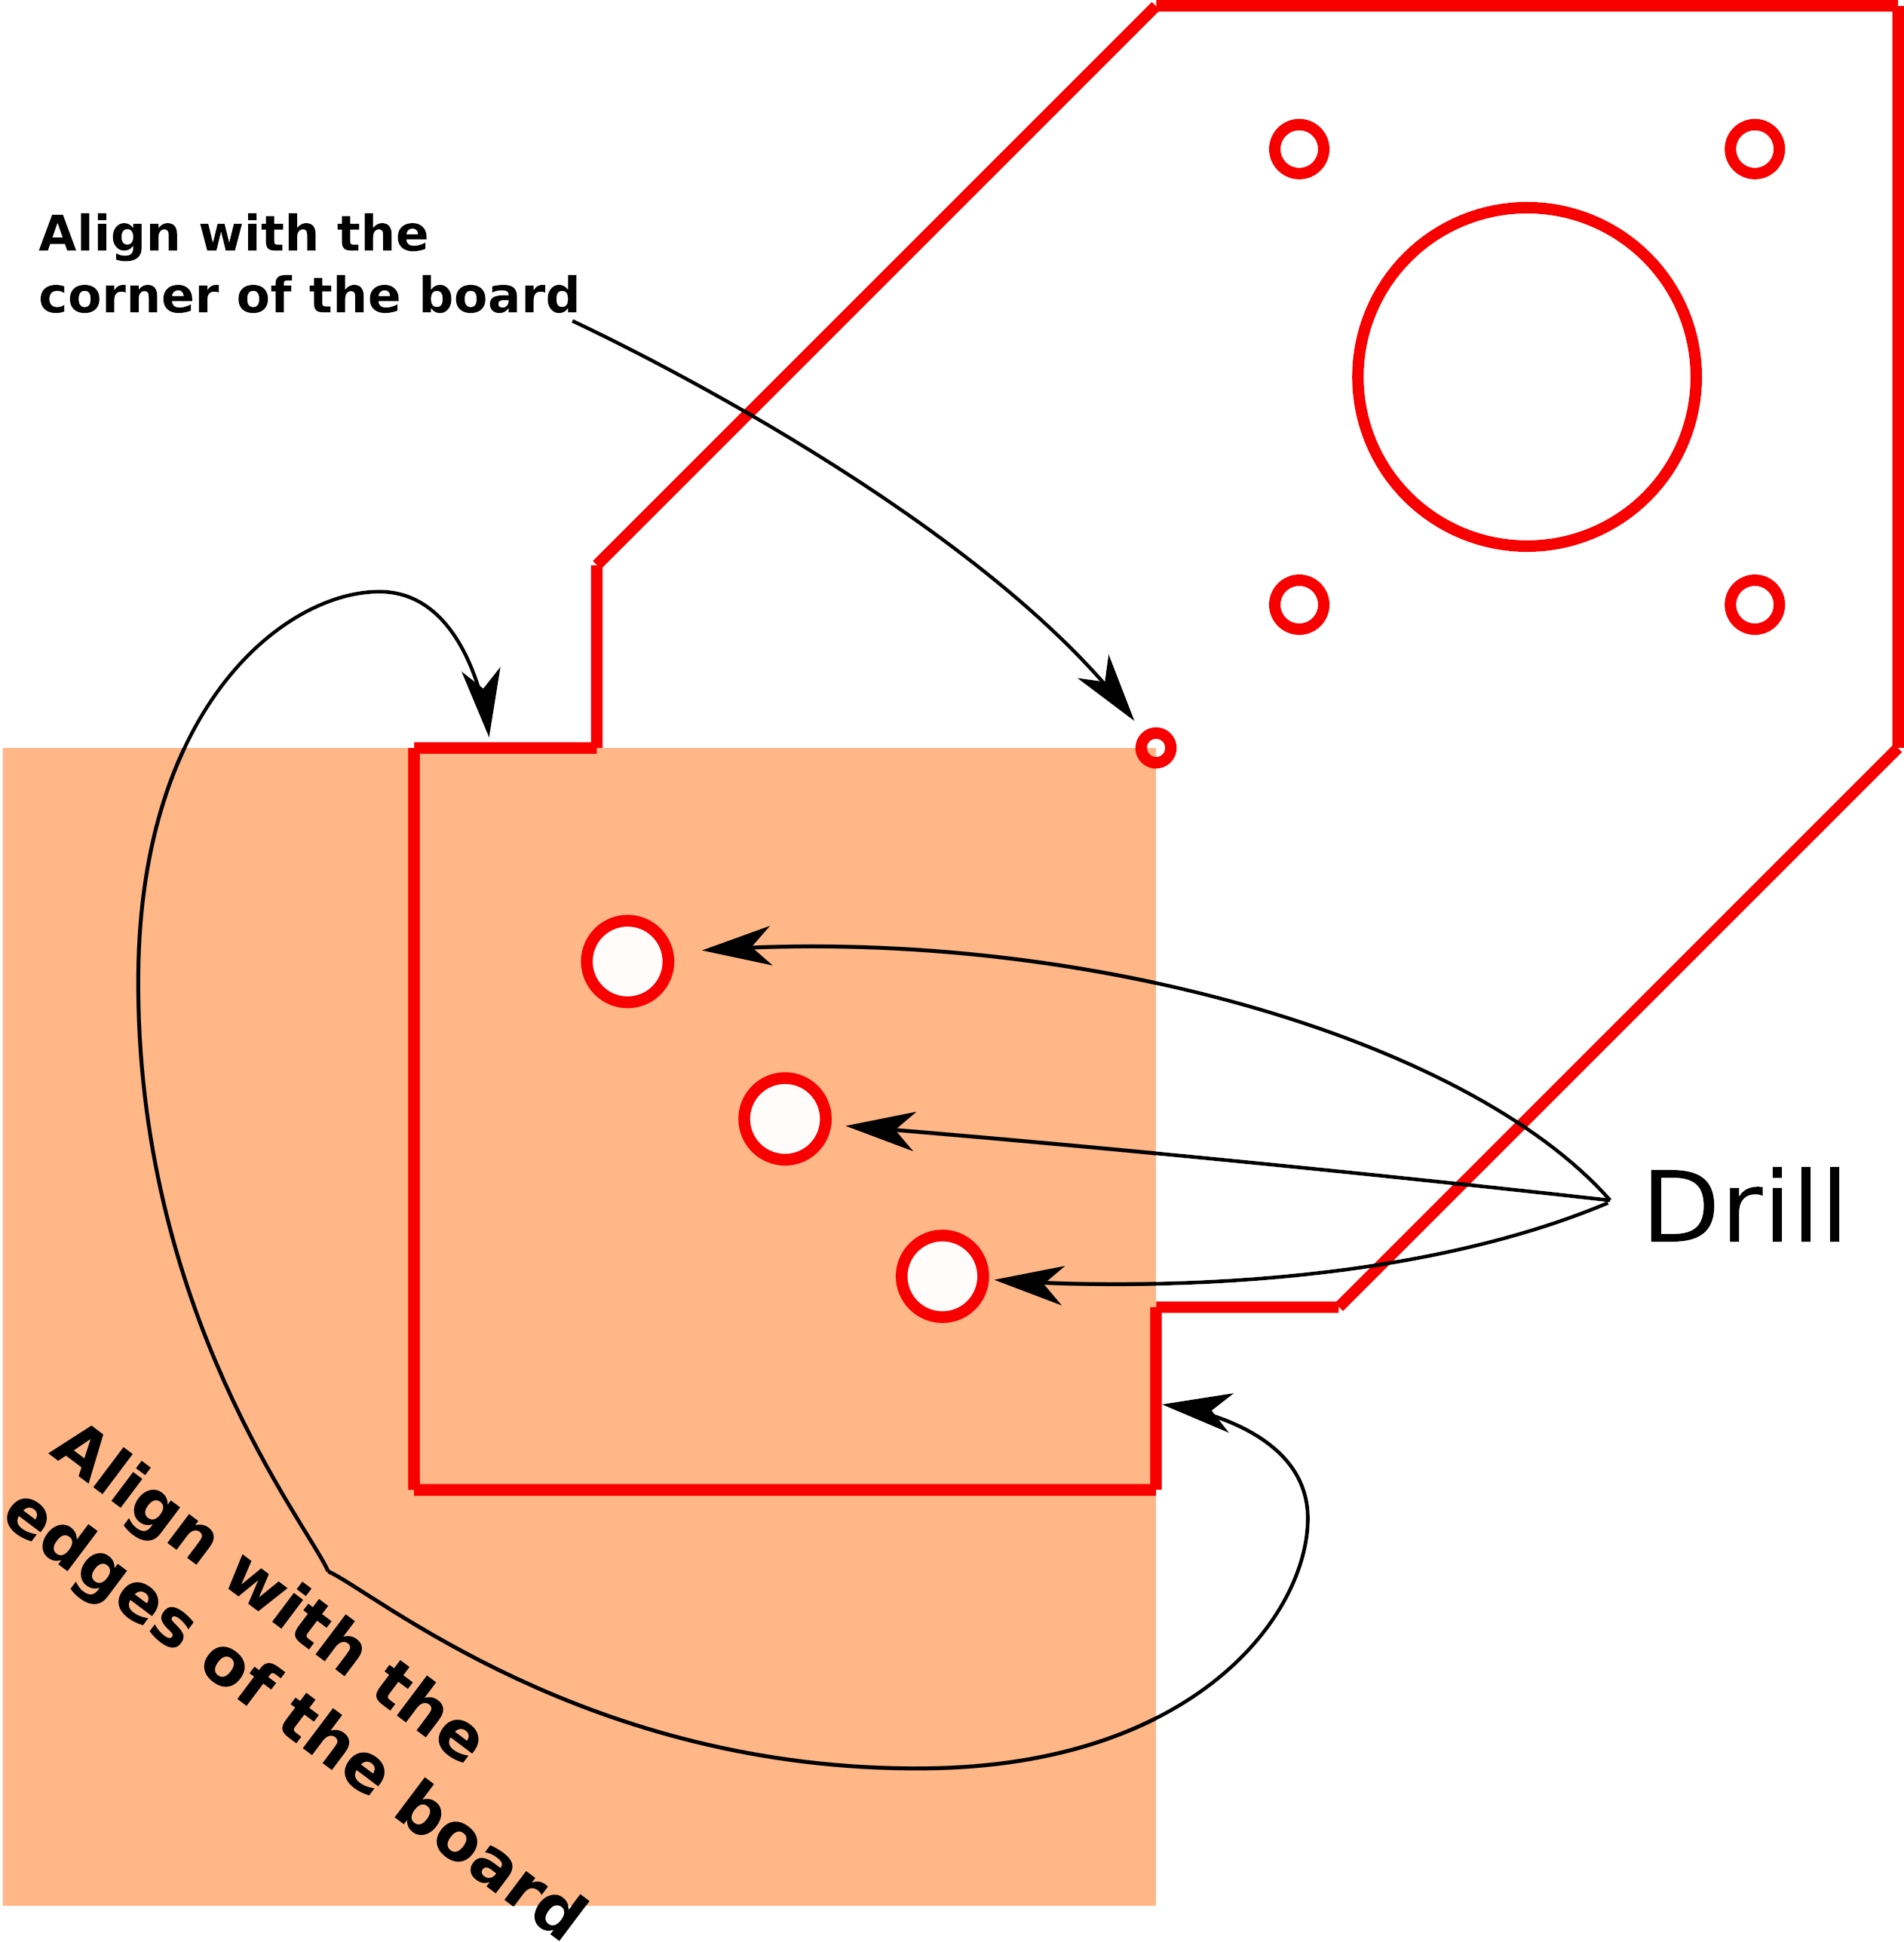 Align with the
corner of the board
Drill
Align with the
edges of the board